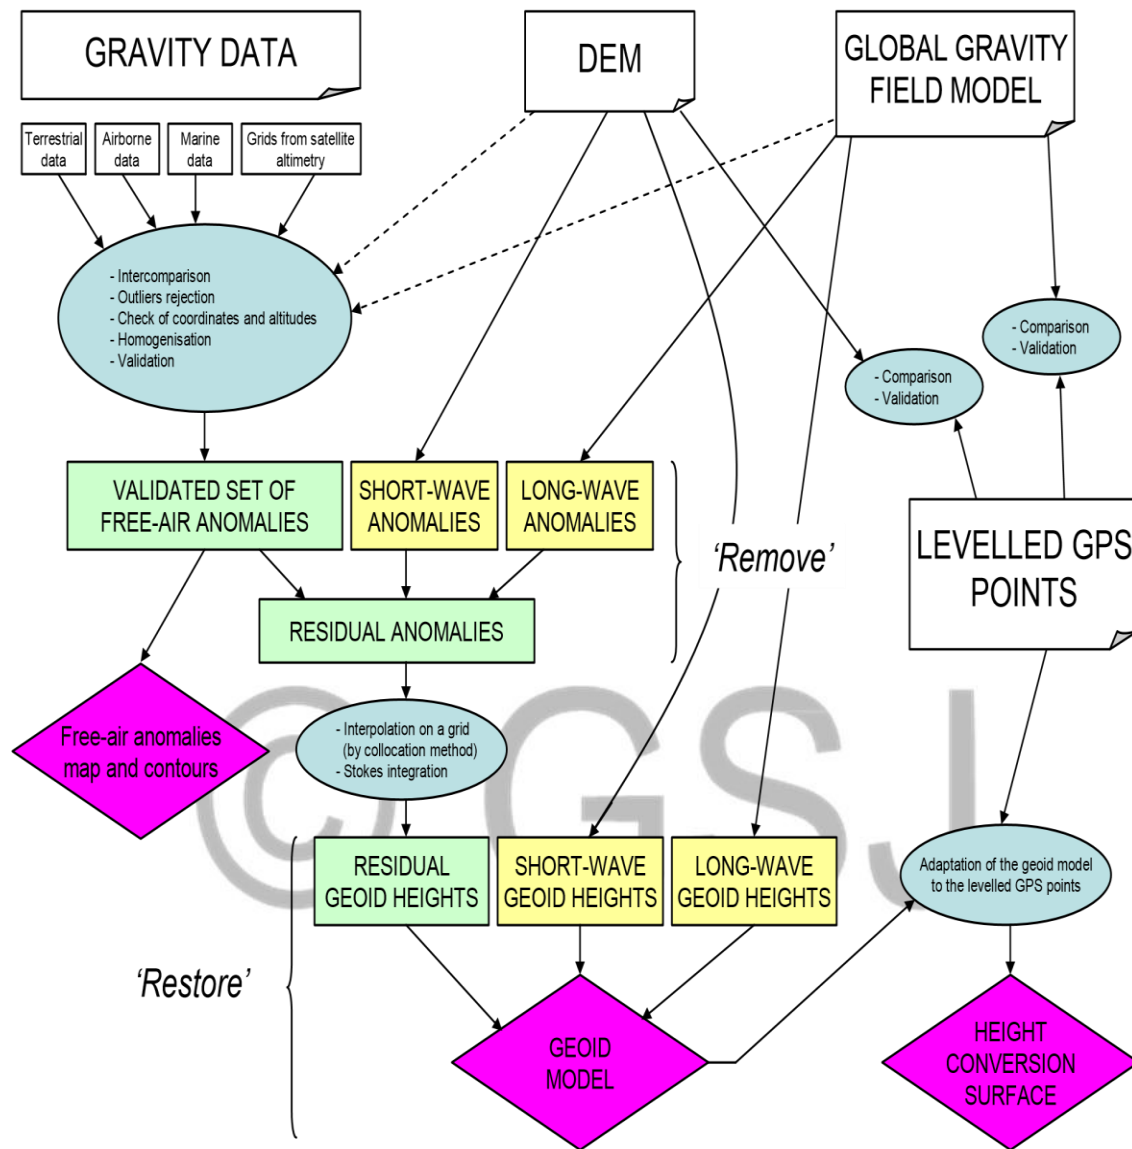 GRAVITY DATA
DEM
GLOBAL GRAVITY
FIELD MODEL
Terrestrial
data
Airborne
data
Marine
data
Grids from satellite
altimetry
- Intercomparison
- Outliers rejection
- Check of coordinates and altitudes
- Homogenisation
- Validation
- Comparison
- Validation
- Comparison
- Validation
VALIDATED SET OF
FREE-AIR ANOMALIES
SHORT-WAVE
ANOMALIES
LONG-WAVE
ANOMALIES
‘Remove’
LEVELLED GPS
POINTS
RESIDUAL ANOMALIES
Free-air anomalies
map and contours
- Interpolation on a grid
(by collocation method)
- Stokes integration
© GSJ
RESIDUAL
GEOID HEIGHTS
SHORT-WAVE
GEOID HEIGHTS
LONG-WAVE
GEOID HEIGHTS
Adaptation of the geoid model
to the levelled GPS points
‘Restore’
GEOID
MODEL
HEIGHT
CONVERSION
SURFACE